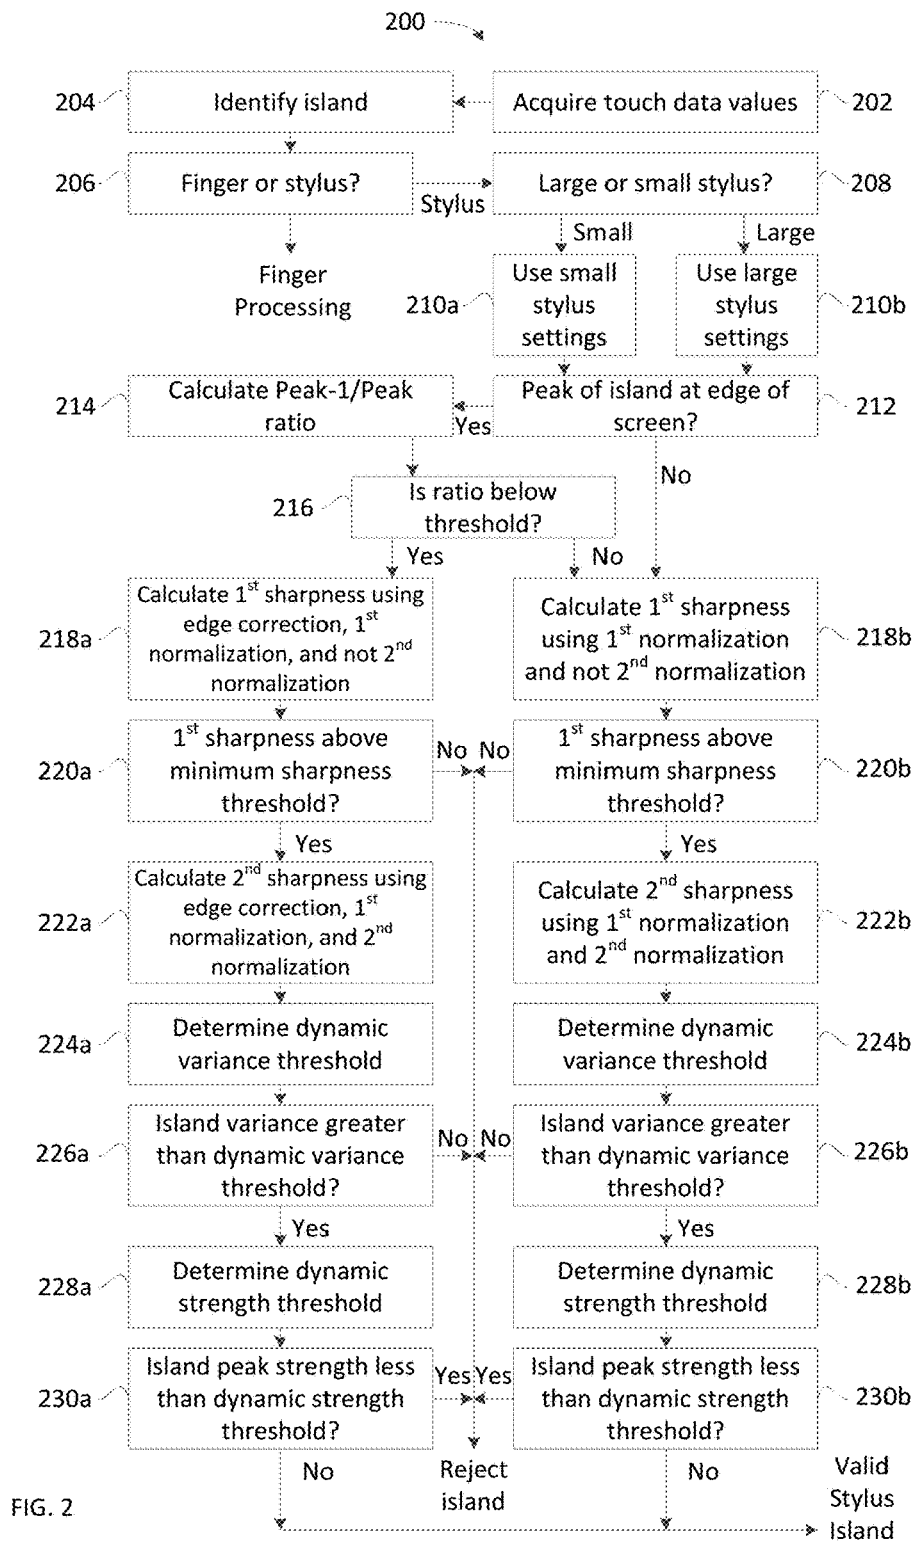 200
204
Identify island
Acquire touch data values
202
206
Finger or stylus?
Stylus
Large or small stylus?
208
Small
Large
Finger
Processing
210a
Use small
stylus
settings
Use large
stylus
settings
210b
214
Calculate Peak-1/Peak
ratio
Yes
Peak of island at edge of
screen?
212
No
216
Is ratio below
threshold?
Yes
No
218a
Calculate 1st sharpness using
edge correction, 1st
normalization, and not 2nd
normalization
Calculate 1st sharpness
using 1st normalization
and not 2nd normalization
218b
220a
1st sharpness above
minimum sharpness
threshold?
No
No
1st sharpness above
minimum sharpness
threshold?
220b
Yes
Yes
222a
Calculate 2nd sharpness using
edge correction, 1st
normalization, and 2nd
normalization
Calculate 2nd sharpness
using 1st normalization
and 2nd normalization
222b
224a
Determine dynamic
variance threshold
Determine dynamic
variance threshold
224b
226a
Island variance greater
than dynamic variance
threshold?
No
No
Island variance greater
than dynamic variance
threshold?
226b
Yes
Yes
228a
Determine dynamic
strength threshold
Determine dynamic
strength threshold
228b
230a
Island peak strength less
than dynamic strength
threshold?
Yes
Yes
Island peak strength less
than dynamic strength
threshold?
230b
No
Reject
island
No
Valid
Stylus
Island
FIG. 2